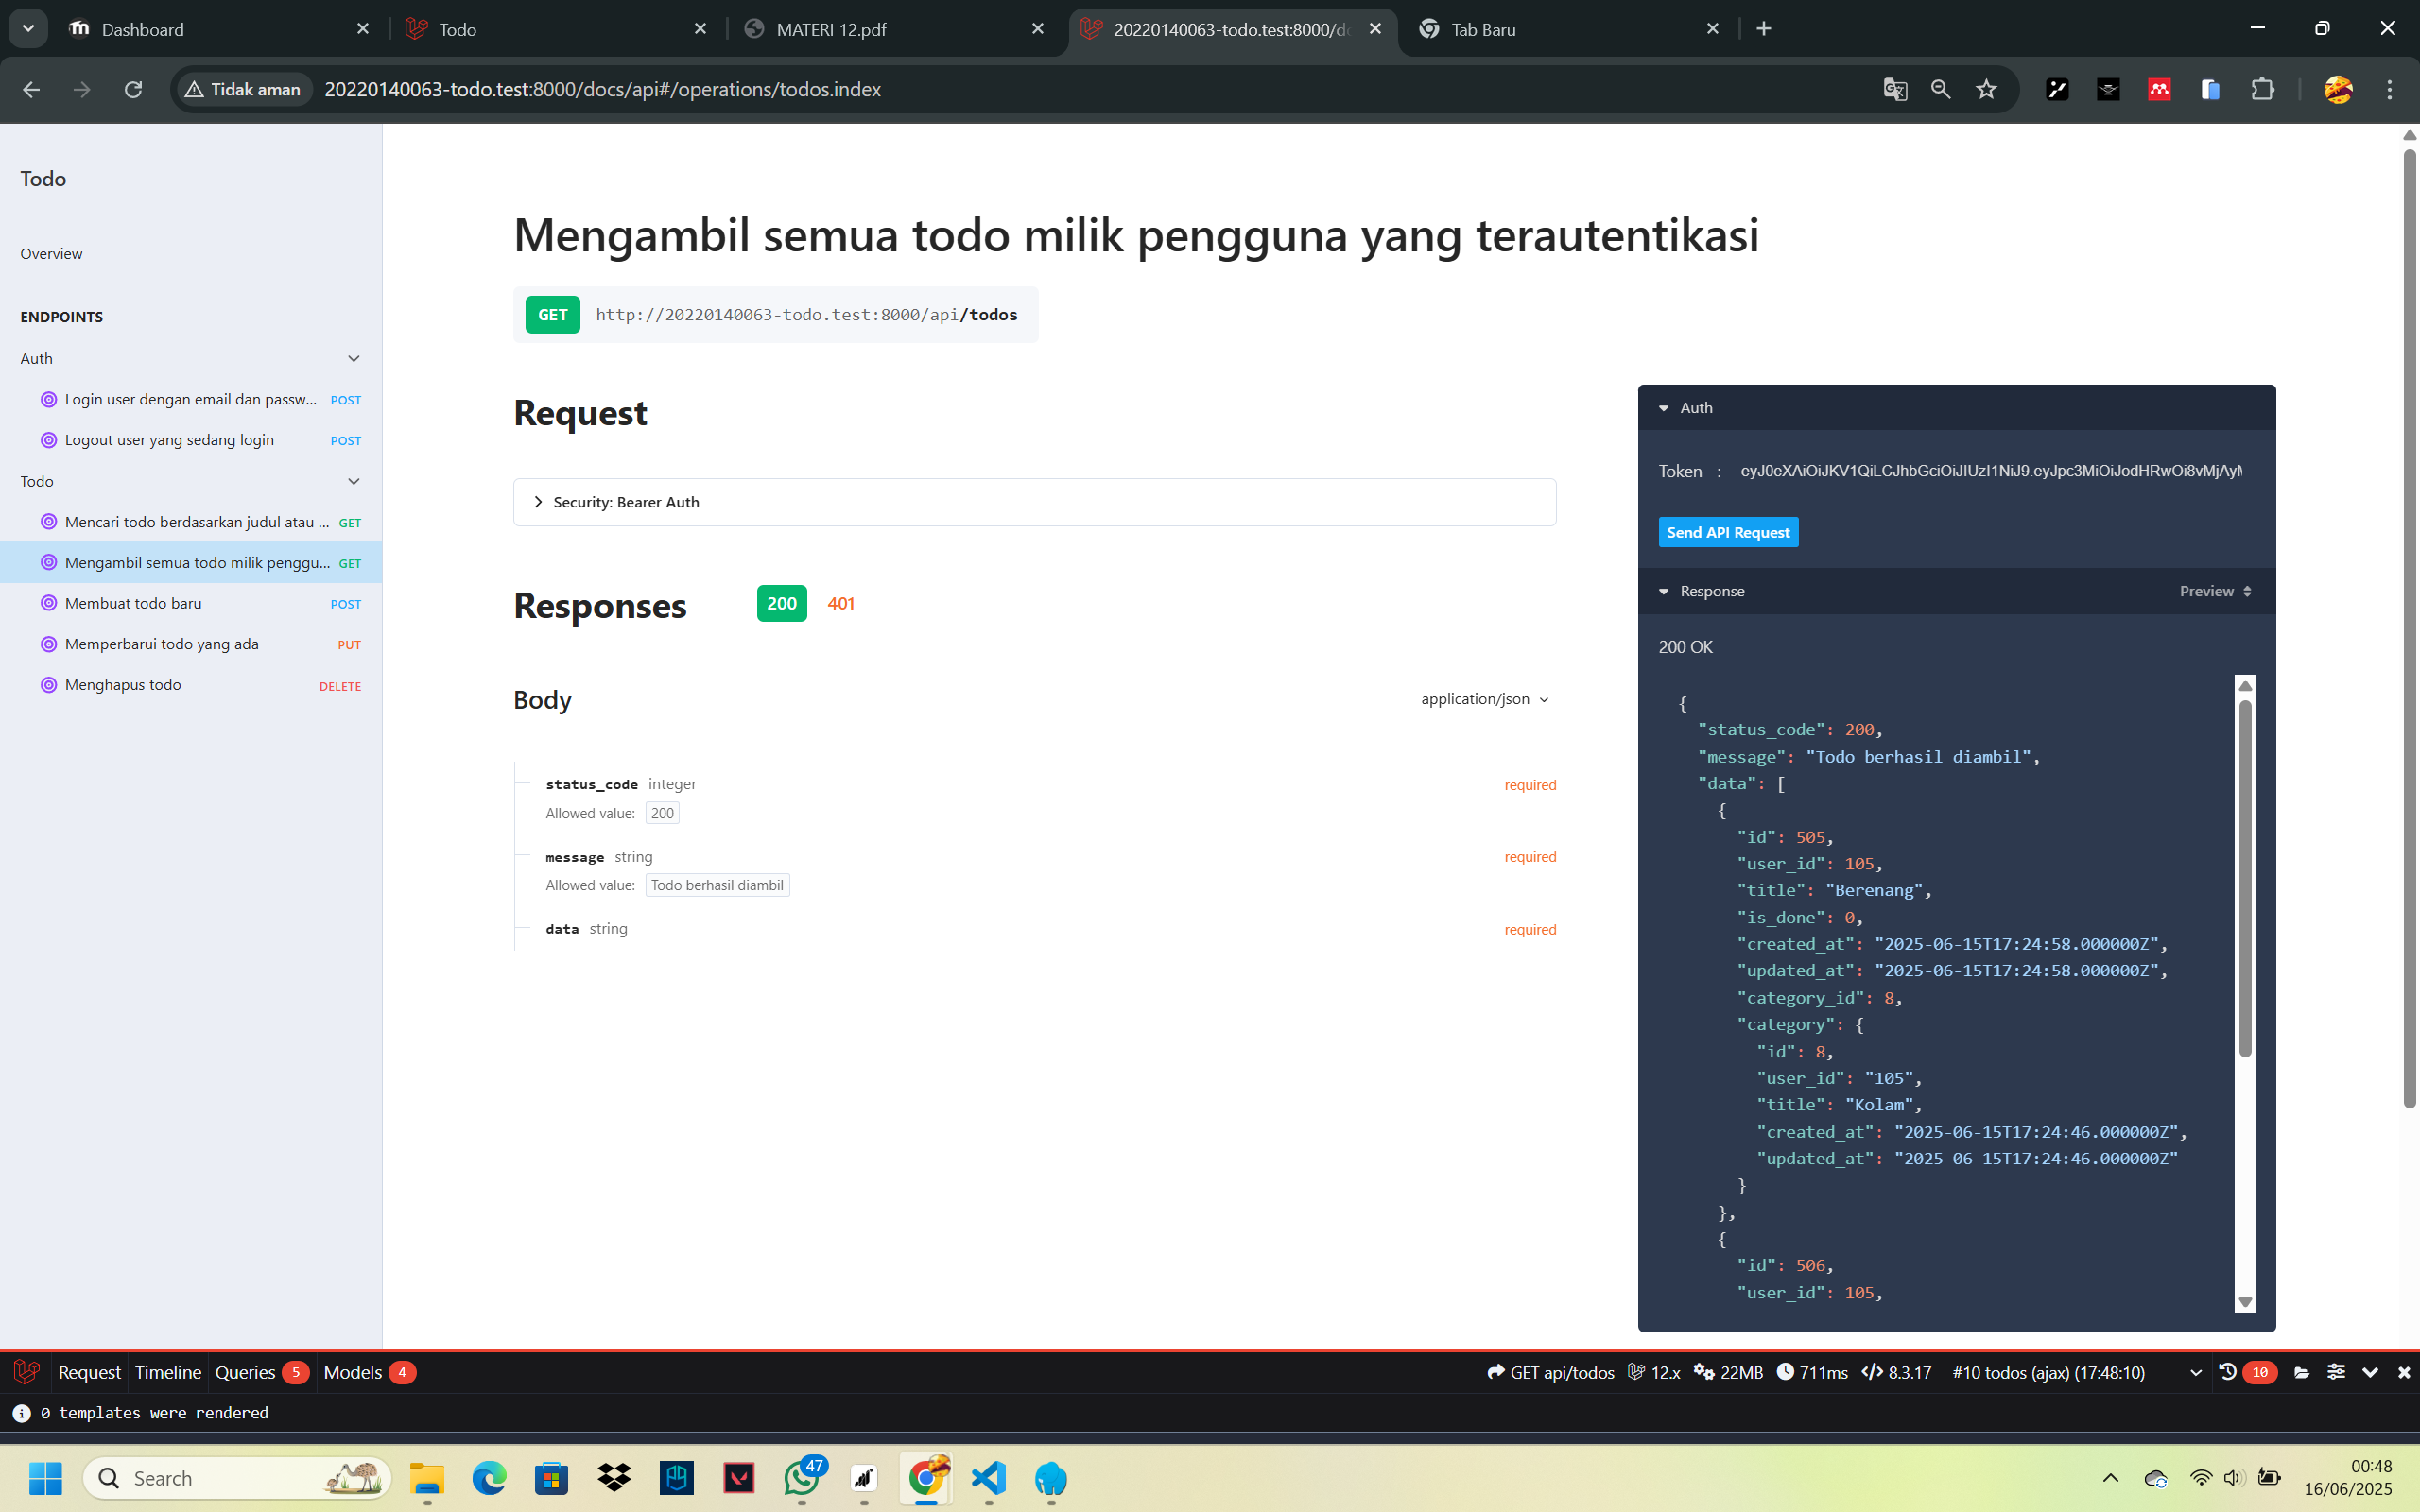 Dashboard
Todo
MATERI 12.pdf
20220140063-todo.test:8000/do
Tab Baru
Tidak aman
20220140063-todo.test:8000/docs/api#/operations/todos.index
Todo
Overview
ENDPOINTS
Auth
Login user dengan email dan passw... POST
Logout user yang sedang login POST
Todo
Mencari todo berdasarkan judul atau ... GET
Mengambil semua todo milik penggu... GET
Membuat todo baru POST
Memperbarui todo yang ada PUT
Menghapus todo DELETE
Mengambil semua todo milik pengguna yang terautentikasi
GET http://20220140063-todo.test:8000/api/todos
Request
Security: Bearer Auth
Responses 200 401
Body application/json
status_code integer required
Allowed value: 200
message string required
Allowed value: Todo berhasil diambil
data string required
Auth
Token : eyJ0eXAiOiJKV1QiLCJhbGciOiJIUzI1NiJ9.eyJpc3MiOiJodHRwOi8vMjAyM
Send API Request
Response Preview
200 OK
{
"status_code": 200,
"message": "Todo berhasil diambil",
"data": [
{
"id": 505,
"user_id": 105,
"title": "Berenang",
"is_done": 0,
"created_at": "2025-06-15T17:24:58.000000Z",
"updated_at": "2025-06-15T17:24:58.000000Z",
"category_id": 8,
"category": {
"id": 8,
"user_id": "105",
"title": "Kolam",
"created_at": "2025-06-15T17:24:46.000000Z",
"updated_at": "2025-06-15T17:24:46.000000Z"
}
},
{
"id": 506,
"user_id": 105,
Request Timeline Queries 5 Models 4
GET api/todos 12.x 22MB 711ms 8.3.17 #10 todos (ajax) (17:48:10) 10
0 templates were rendered
Search
47
00:48
16/06/2025